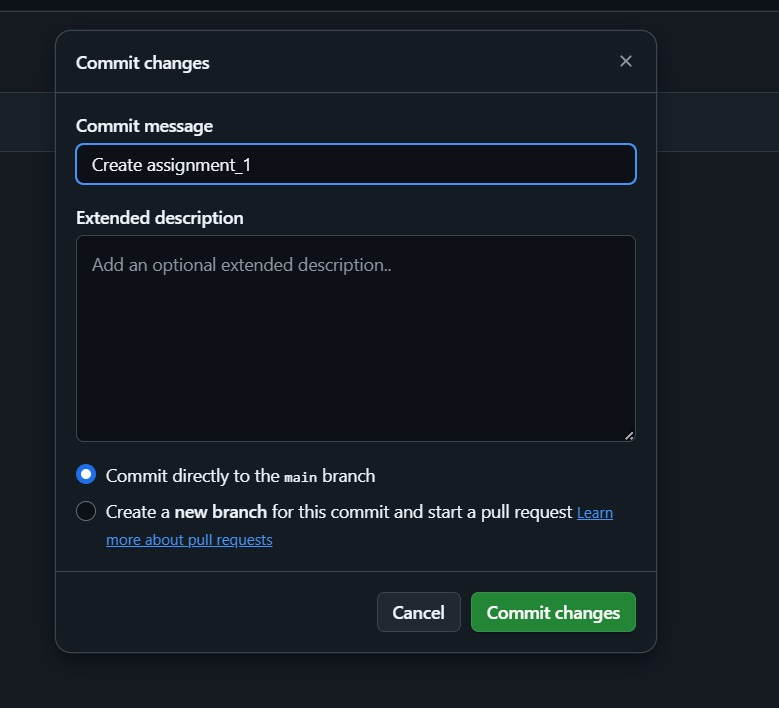 Commit changes
Commit message
Create assignment_1
Extended description
Add an optional extended description..
Commit directly to the main branch
Create a new branch for this commit and start a pull request Learn
more about pull requests
Cancel
Commit changes